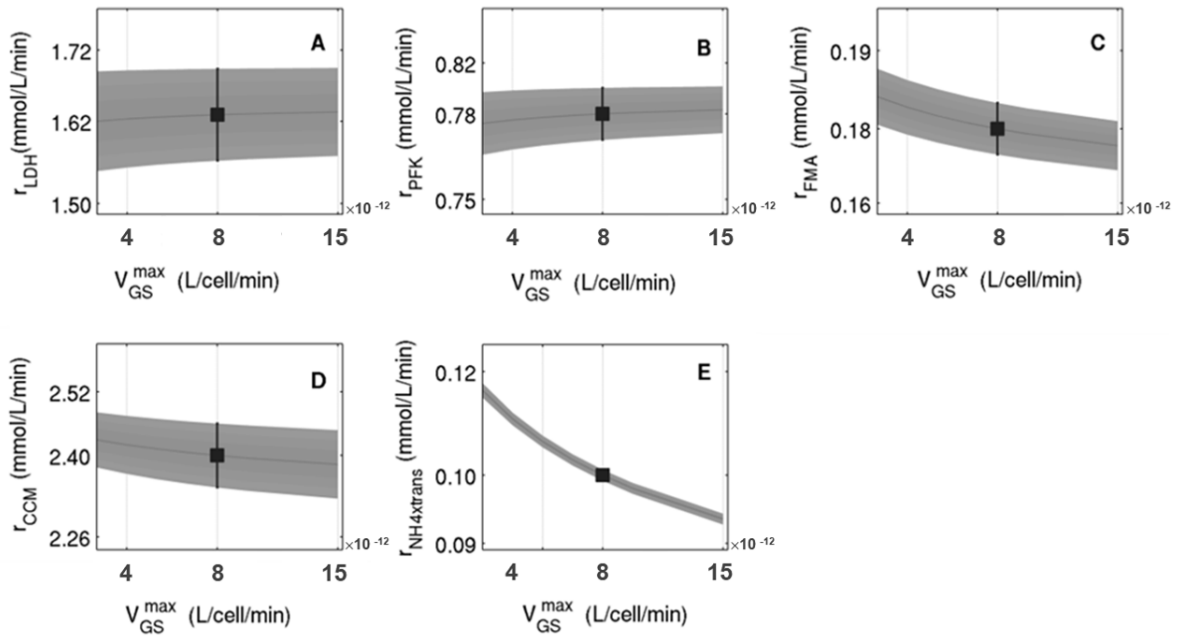 A
r_LDH (mmol/L/min)
1.72
1.62
1.50
4 8 15
×10 -12
V_GS^max (L/cell/min)
B
r_PFK (mmol/L/min)
0.82
0.78
0.75
4 8 15
×10 -12
V_GS^max (L/cell/min)
C
r_FMA (mmol/L/min)
0.19
0.18
0.16
4 8 15
×10 -12
V_GS^max (L/cell/min)
D
r_CCM (mmol/L/min)
2.52
2.40
2.26
4 8 15
×10 -12
V_GS^max (L/cell/min)
E
r_NH4xtrans (mmol/L/min)
0.12
0.10
0.09
4 8 15
×10 -12
V_GS^max (L/cell/min)